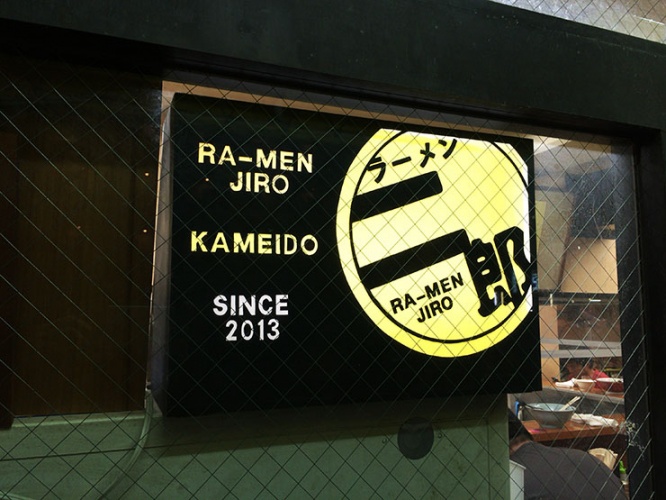 RA-MEN
JIRO
KAMEIDO
SINCE
2013
ラーメン
二郎
RA-MEN
JIRO